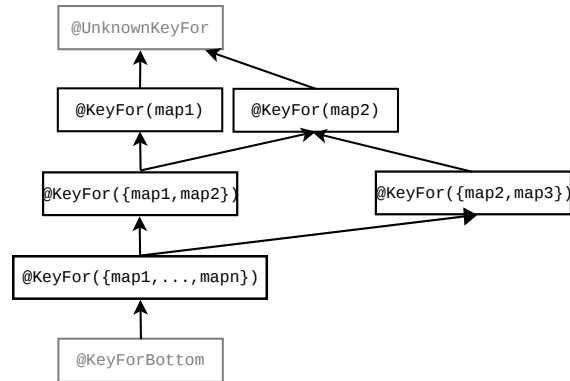 @UnknownKeyFor
@KeyFor(map1)
@KeyFor(map2)
@KeyFor({map1,map2})
@KeyFor({map2,map3})
@KeyFor({map1,...,mapn})
@KeyForBottom